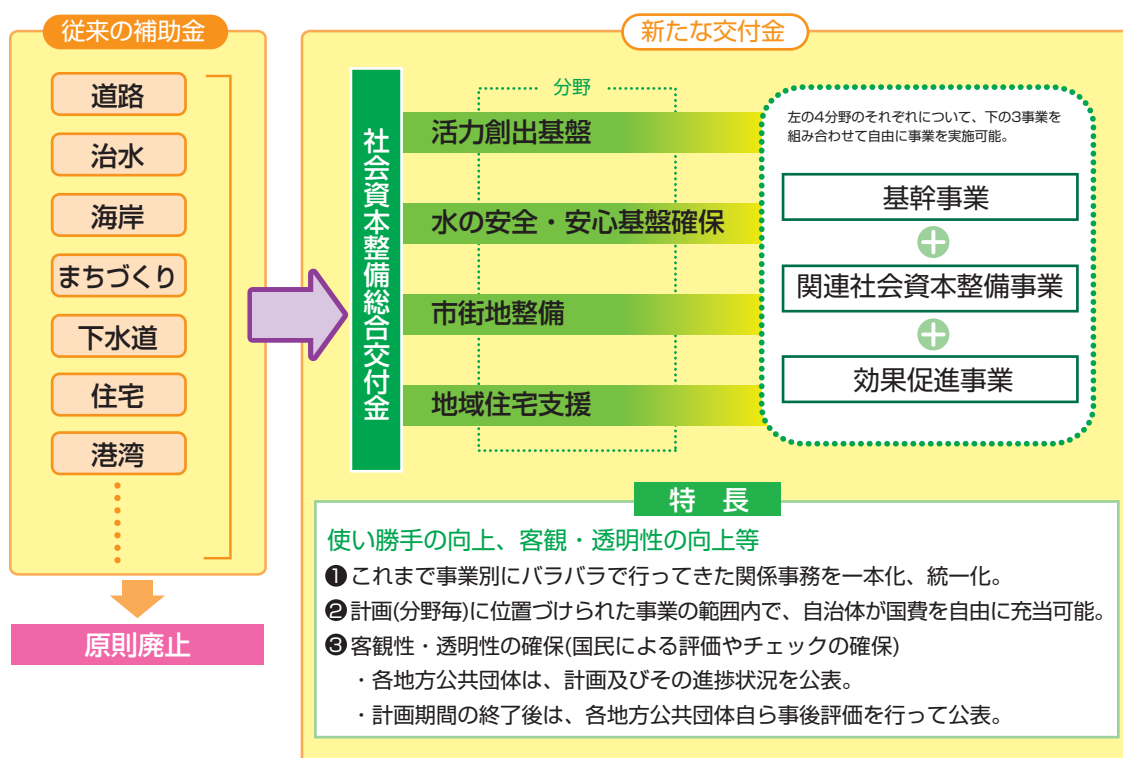 従来の補助金
道路
治水
海岸
まちづくり
下水道
住宅
港湾
原則廃止
新たな交付金
社会資本整備総合交付金
分野
活力創出基盤
水の安全・安心基盤確保
市街地整備
地域住宅支援
左の4分野のそれぞれについて、下の3事業を
組み合わせて自由に事業を実施可能。
基幹事業
+
関連社会資本整備事業
+
効果促進事業
特 長
使い勝手の向上、客観・透明性の向上等
❶これまで事業別にバラバラで行ってきた関係事務を一本化、統一化。
❷計画(分野毎)に位置づけられた事業の範囲内で、自治体が国費を自由に充当可能。
❸客観性・透明性の確保(国民による評価やチェックの確保)
・各地方公共団体は、計画及びその進捗状況を公表。
・計画期間の終了後は、各地方公共団体自ら事後評価を行って公表。